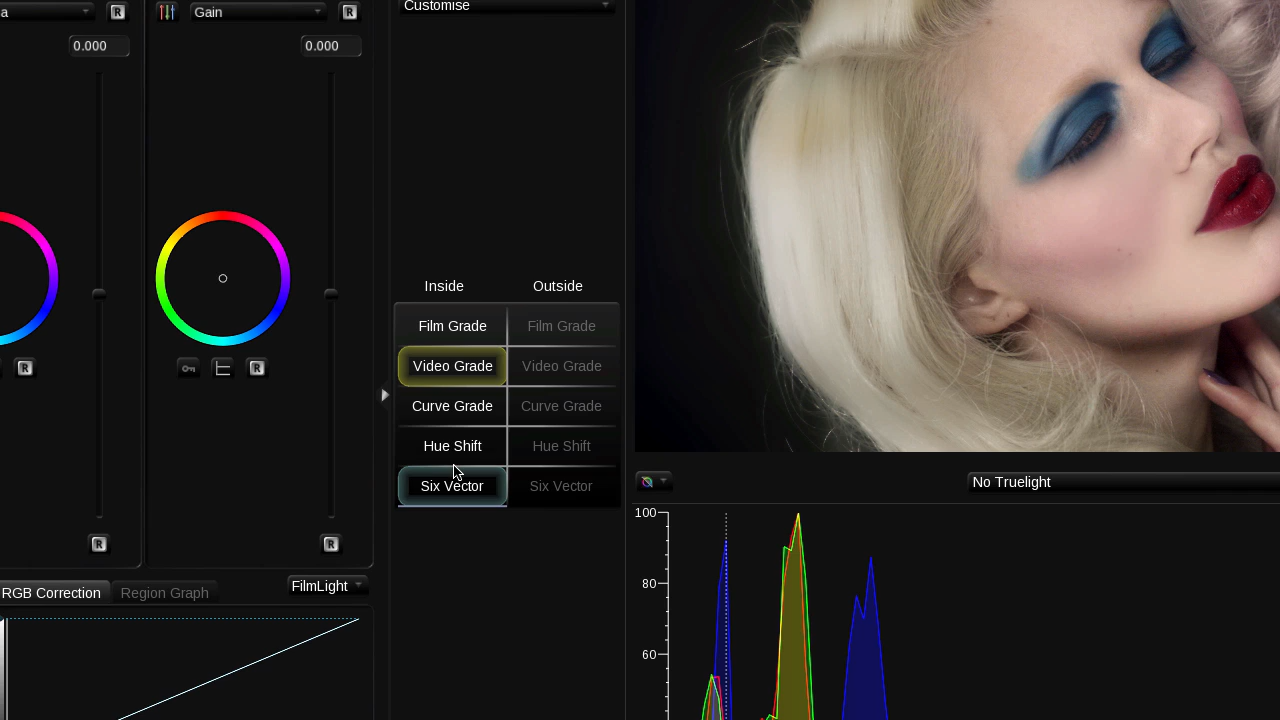 a R Gain R Customise
0.000 0.000
Inside Outside
Film Grade Film Grade
Video Grade Video Grade
R R
Curve Grade Curve Grade
Hue Shift Hue Shift
Six Vector Six Vector
No Truelight
100
R R
80
RGB Correction Region Graph FilmLight
60